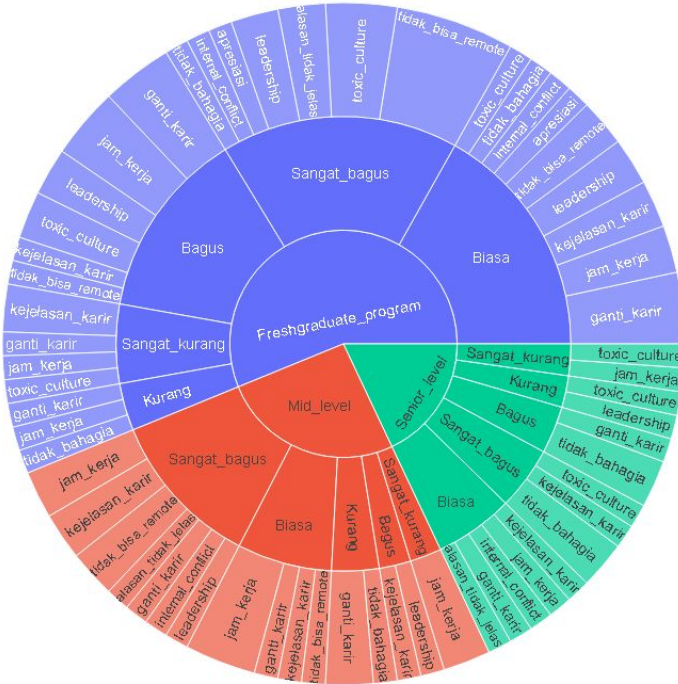 Freshgraduate_program
Biasa
ganti_karir
jam_kerja
kejelasan_karir
leadership
tidak_bisa_remote
apresiasi
internal_conflict
tidak_bahagia
toxic_culture
Sangat_bagus
tidak_bisa_remote
toxic_culture
alasan_tidak_jelas
leadership
apresiasi
internal_conflict
tidak_bahagia
Bagus
ganti_karir
jam_kerja
leadership
toxic_culture
kejelasan_karir
tidak_bisa_remote
Sangat_kurang
kejelasan_karir
ganti_karir
jam_kerja
toxic_culture
Kurang
ganti_karir
jam_kerja
tidak_bahagia
Mid_level
Sangat_bagus
jam_kerja
kejelasan_karir
tidak_bisa_remote
alasan_tidak_jelas
ganti_karir
internal_conflict
leadership
Biasa
jam_kerja
ganti_karir
kejelasan_karir
tidak_bisa_remote
Kurang
ganti_karir
tidak_bahagia
Bagus
kejelasan_karir
leadership
Sangat_kurang
jam_kerja
Senior_level
Biasa
alasan_tidak_jelas
ganti_karir
internal_conflict
jam_kerja
kejelasan_karir
Sangat_bagus
tidak_bahagia
kejelasan_karir
toxic_culture
Bagus
tidak_bahagia
ganti_karir
leadership
Kurang
toxic_culture
jam_kerja
Sangat_kurang
toxic_culture